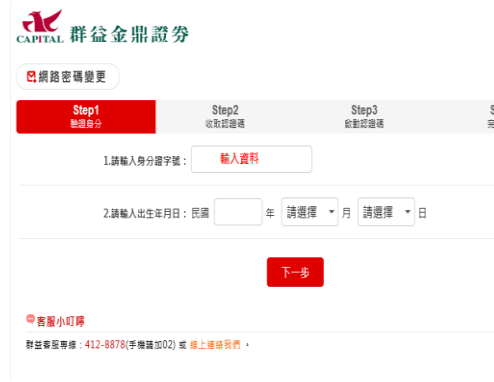 CAPITAL 群益金鼎證券
網路密碼變更
Step1 Step2 Step3 S
驗證身分 收取認證碼 啟動認證碼 完
1.請輸入身分證字號： 輸入資料
2.請輸入出生年月日：民國 年 請選擇 月 請選擇 日
下一步
客服小叮嚀
群益客服專線：412-8878(手機請加02) 或 線上連絡我們 。